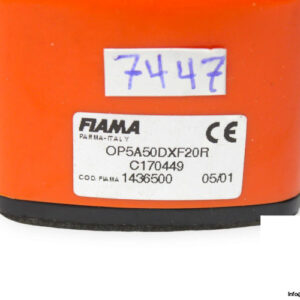 7447
FIAMA
PARMA-ITALY
CE
OP5A50DXF20R
C170449
COD. FIAMA 1436500 05/01